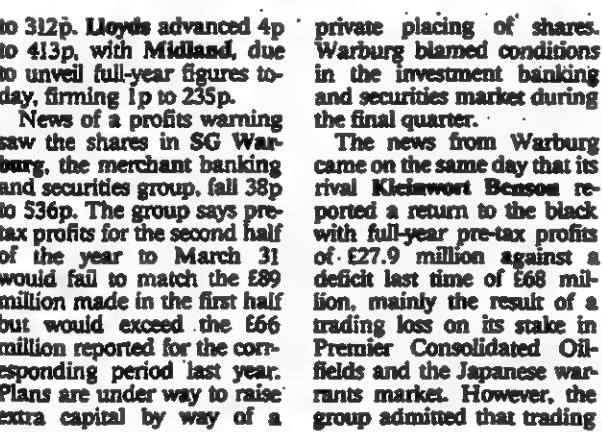 to 312p. Lloyds advanced 4p
to 413p, with Midland, due
to unveil full-year figures to-
day, firming 1p to 235p.
News of a profits warning
saw the shares in SG War-
burg, the merchant banking
and securities group, fall 38p
to 536p. The group says pre-
tax profits for the second half
of the year to March 31
would fail to match the £89
million made in the first half
but would exceed the £66
million reported for the corr-
esponding period last year.
Plans are under way to raise
extra capital by way of a
private placing of shares.
Warburg blamed conditions
in the investment banking
and securities market during
the final quarter.
The news from Warburg
came on the same day that its
rival Kleinwort Benson re-
ported a return to the black
with full-year pre-tax profits
of £27.9 million against a
deficit last time of £68 mil-
lion, mainly the result of a
trading loss on its stake in
Premier Consolidated Oil-
fields and the Japanese war-
rants market. However, the
group admitted that trading